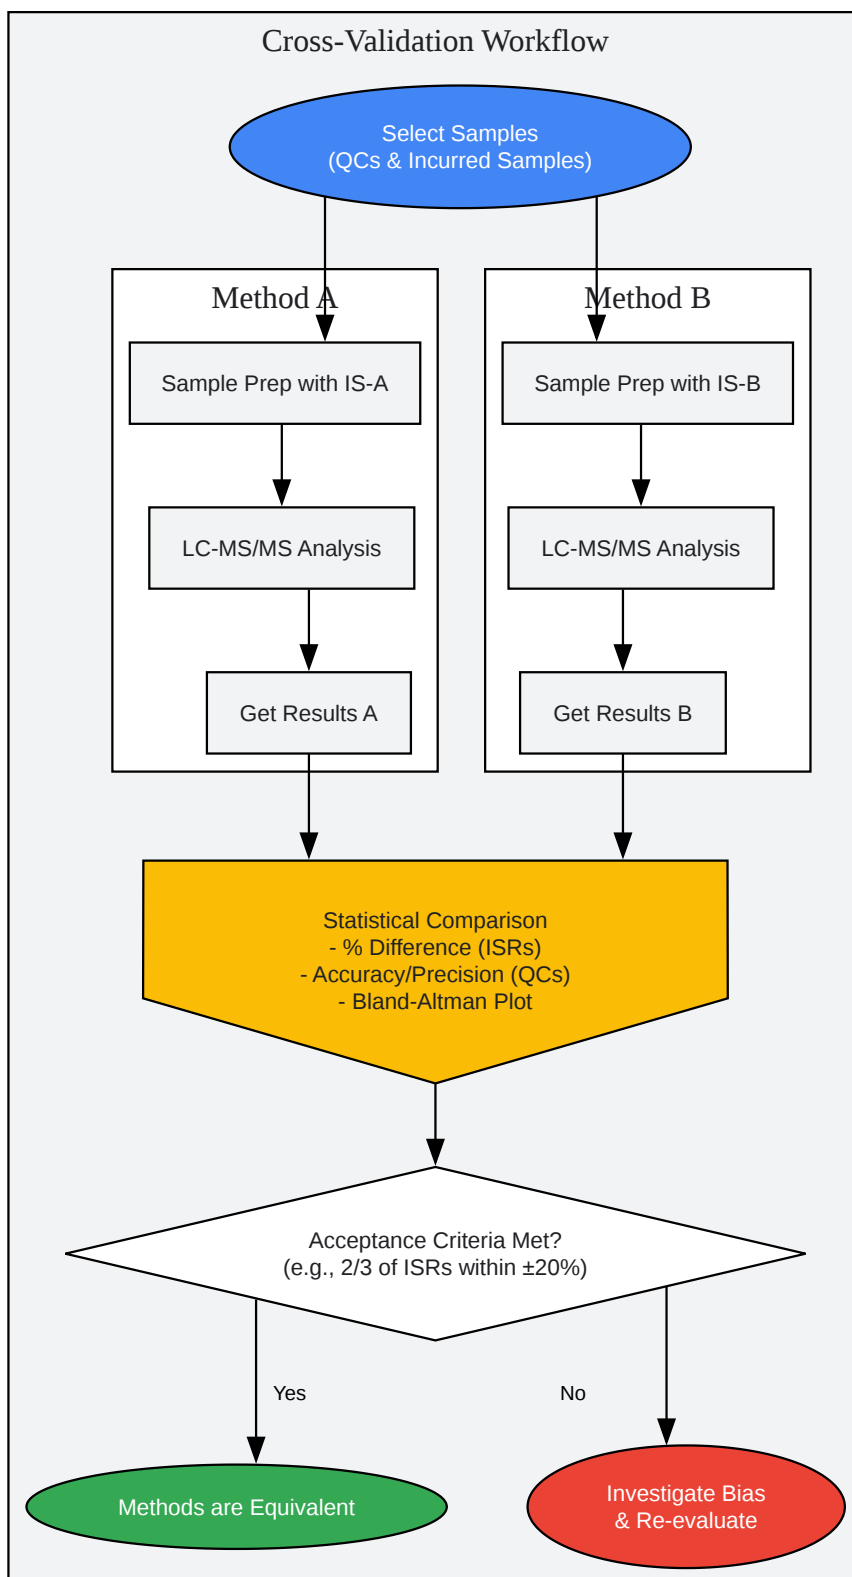 Cross-Validation Workflow
Select Samples
(QCs & Incurred Samples)
Method A
Sample Prep with IS-A
LC-MS/MS Analysis
Get Results A
Method B
Sample Prep with IS-B
LC-MS/MS Analysis
Get Results B
Statistical Comparison
- % Difference (ISRs)
- Accuracy/Precision (QCs)
- Bland-Altman Plot
Acceptance Criteria Met?
(e.g., 2/3 of ISRs within ±20%)
Yes
No
Methods are Equivalent
Investigate Bias
& Re-evaluate